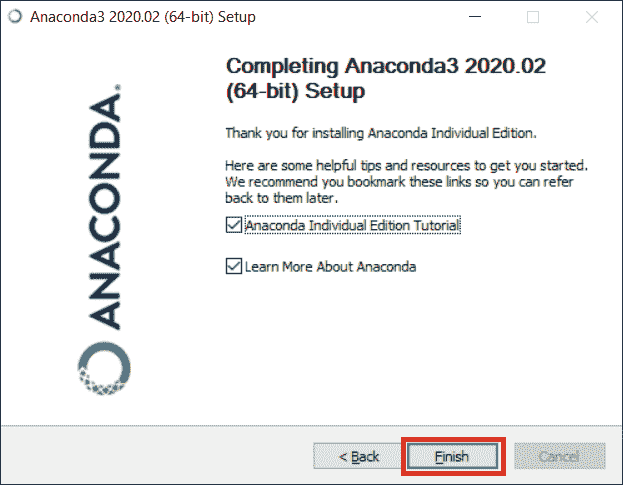 Anaconda3 2020.02 (64-bit) Setup
ANACONDA.
Completing Anaconda3 2020.02
(64-bit) Setup
Thank you for installing Anaconda Individual Edition.
Here are some helpful tips and resources to get you started.
We recommend you bookmark these links so you can refer
back to them later.
Anaconda Individual Edition Tutorial
Learn More About Anaconda
< Back
Finish
Cancel